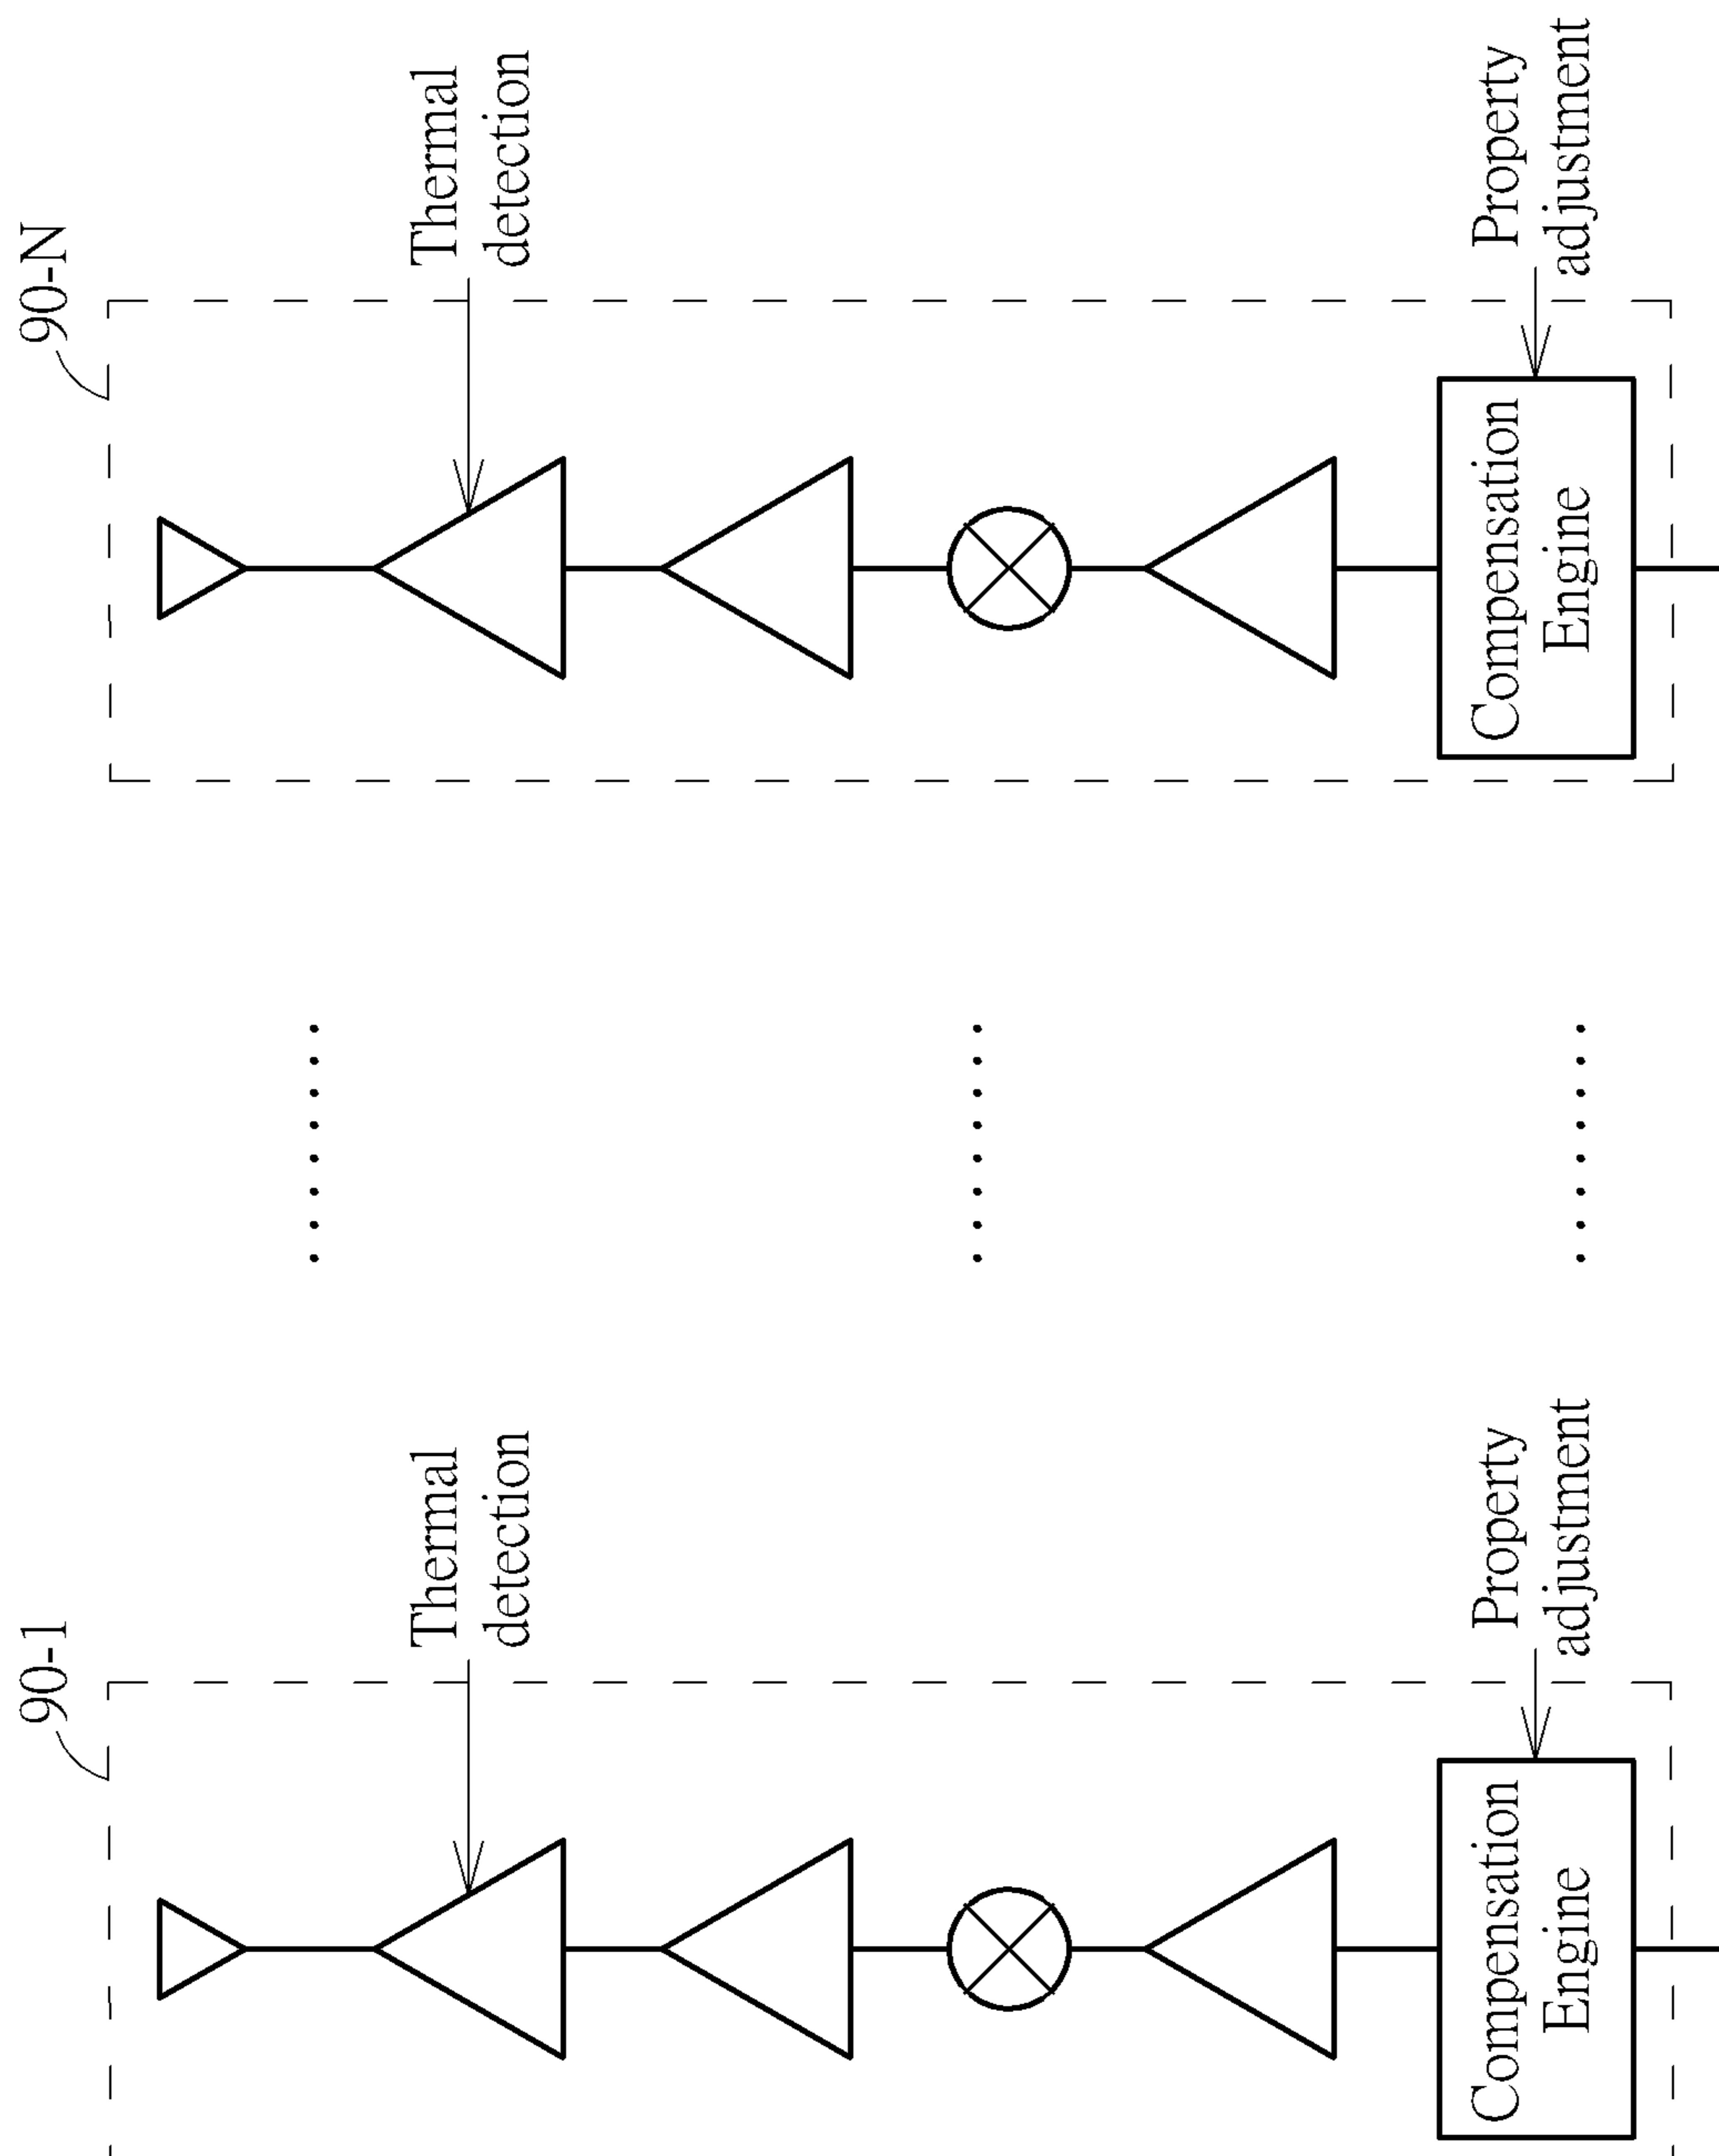 90-1
Thermal
detection
Compensation
Engine
Property
adjustment
90-N
Thermal
detection
Compensation
Engine
Property
adjustment